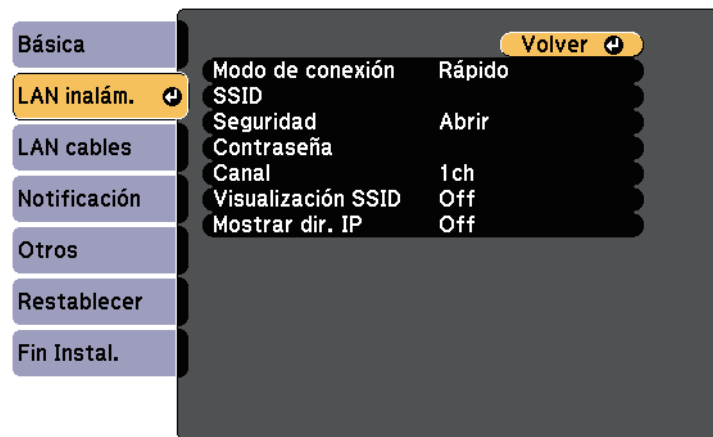 Básica
LAN inalám.
LAN cables
Notificación
Otros
Restablecer
Fin Instal.
Volver
Modo de conexión Rápido
SSID
Seguridad Abrir
Contraseña
Canal 1ch
Visualización SSID Off
Mostrar dir. IP Off